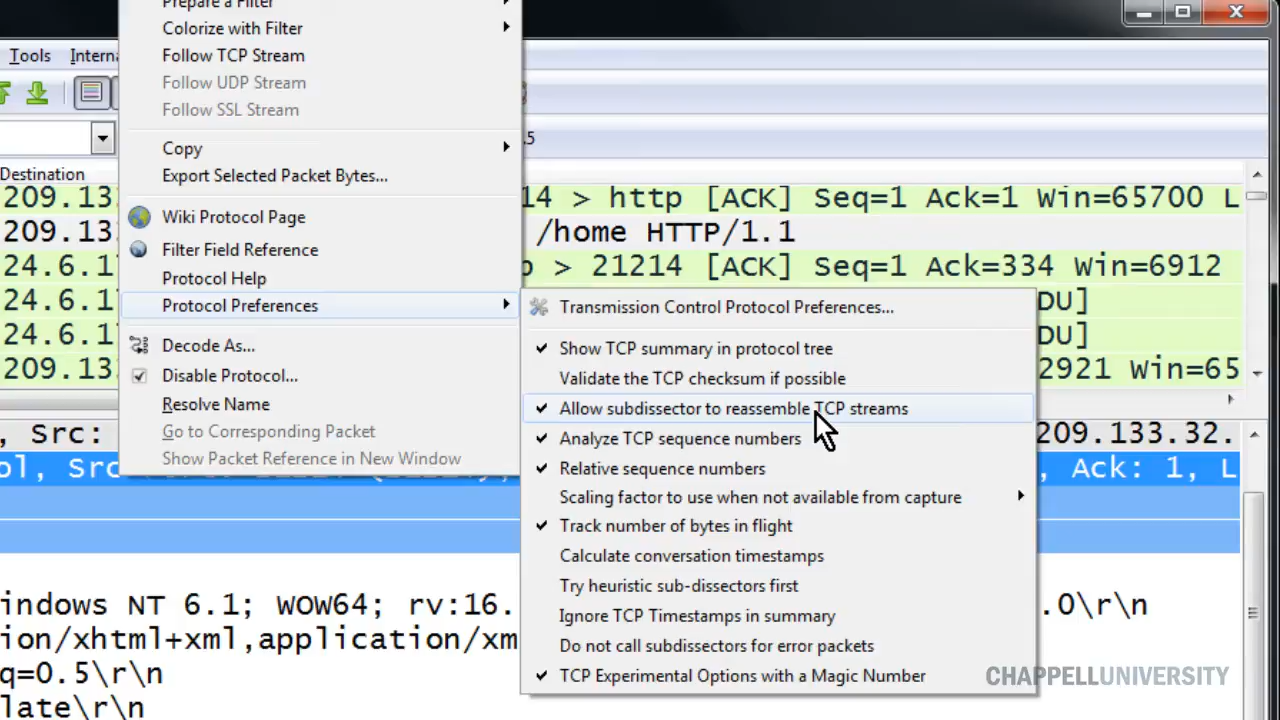 Prepare a Filter
Colorize with Filter
Tools Intern
Follow TCP Stream
Follow UDP Stream
Follow SSL Stream
.5
Copy
Destination
Export Selected Packet Bytes...
209.13 14 > http [ACK] Seq=1 Ack=1 Win=65700 L
Wiki Protocol Page
209.13 /home HTTP/1.1
Filter Field Reference
24.6.17 > 21214 [ACK] Seq=1 Ack=334 Win=6912
Protocol Help
24.6.17 DU]
Protocol Preferences
Transmission Control Protocol Preferences...
24.6.17 DU]
Decode As...
Show TCP summary in protocol tree
209.13 2921 Win=65
Disable Protocol...
Validate the TCP checksum if possible
Resolve Name
Allow subdissector to reassemble TCP streams
, Src: 209.133.32.
Go to Corresponding Packet
Analyze TCP sequence numbers
Show Packet Reference in New Window
ol, Src , Ack: 1, L
Relative sequence numbers
Scaling factor to use when not available from capture
Track number of bytes in flight
Calculate conversation timestamps
Try heuristic sub-dissectors first
indows NT 6.1; WOW64; rv:16. .0\r\n
Ignore TCP Timestamps in summary
ion/xhtml+xml,application/xm
Do not call subdissectors for error packets
q=0.5\r\n
TCP Experimental Options with a Magic Number
CHAPPELLUNIVERSITY
late\r\n